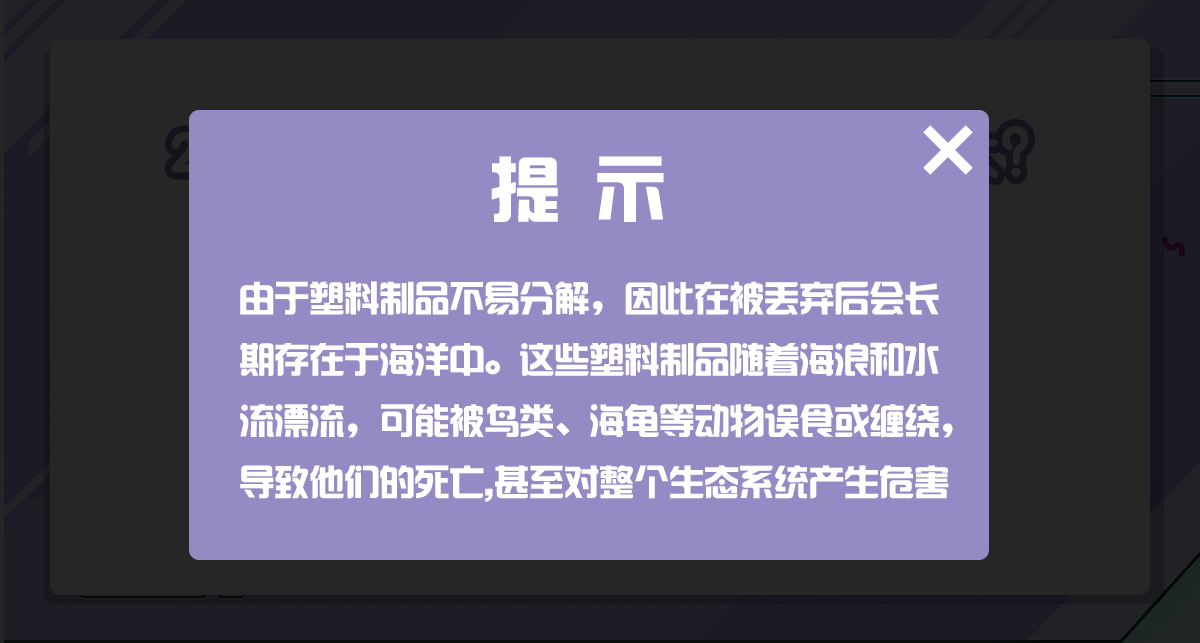 提 示
由于塑料制品不易分解，因此在被丢弃后会长
期存在于海洋中。这些塑料制品随着海浪和水
流漂流，可能被鸟类、海龟等动物误食或缠绕，
导致他们的死亡,甚至对整个生态系统产生危害